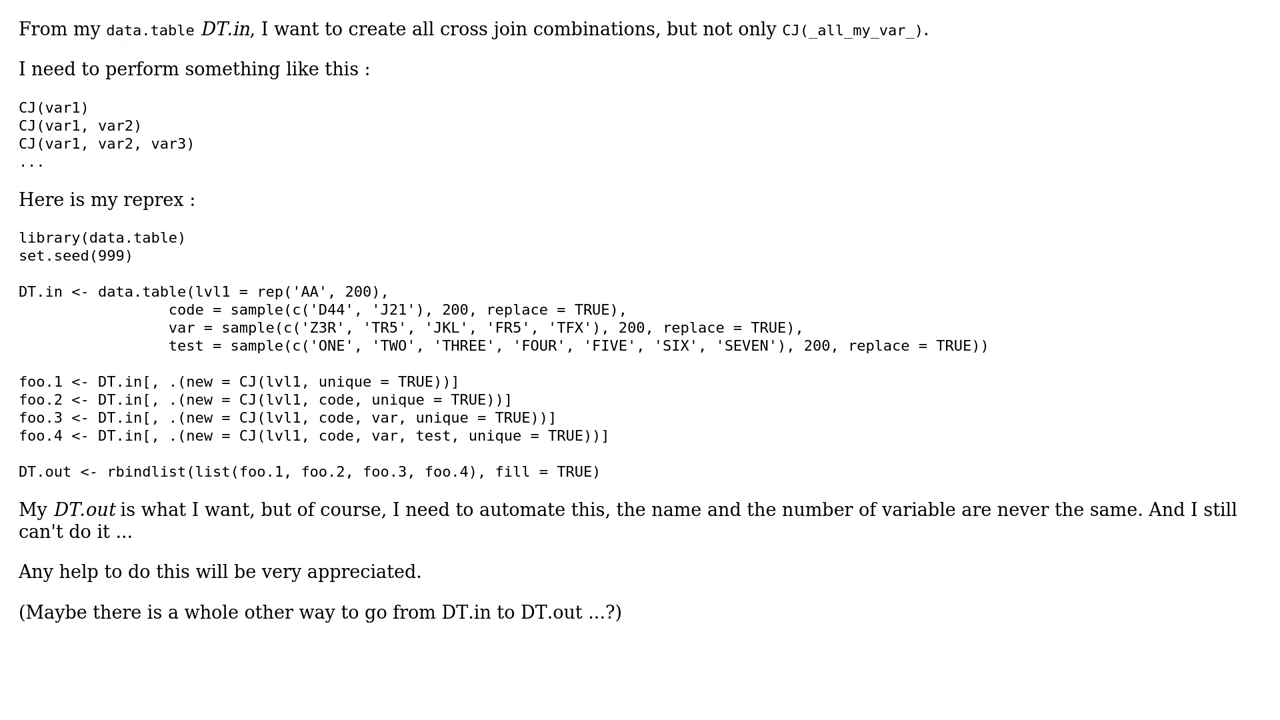 From my data.table DT.in, I want to create all cross join combinations, but not only CJ(_all_my_var_).
I need to perform something like this :
CJ(var1)
CJ(var1, var2)
CJ(var1, var2, var3)
...
Here is my reprex :
library(data.table)
set.seed(999)
DT.in <- data.table(lvl1 = rep('AA', 200),
                 code = sample(c('D44', 'J21'), 200, replace = TRUE),
                 var = sample(c('Z3R', 'TR5', 'JKL', 'FR5', 'TFX'), 200, replace = TRUE),
                 test = sample(c('ONE', 'TWO', 'THREE', 'FOUR', 'FIVE', 'SIX', 'SEVEN'), 200, replace = TRUE))
foo.1 <- DT.in[, .(new = CJ(lvl1, unique = TRUE))]
foo.2 <- DT.in[, .(new = CJ(lvl1, code, unique = TRUE))]
foo.3 <- DT.in[, .(new = CJ(lvl1, code, var, unique = TRUE))]
foo.4 <- DT.in[, .(new = CJ(lvl1, code, var, test, unique = TRUE))]
DT.out <- rbindlist(list(foo.1, foo.2, foo.3, foo.4), fill = TRUE)
My DT.out is what I want, but of course, I need to automate this, the name and the number of variable are never the same. And I still
can't do it ...
Any help to do this will be very appreciated.
(Maybe there is a whole other way to go from DT.in to DT.out ...?)